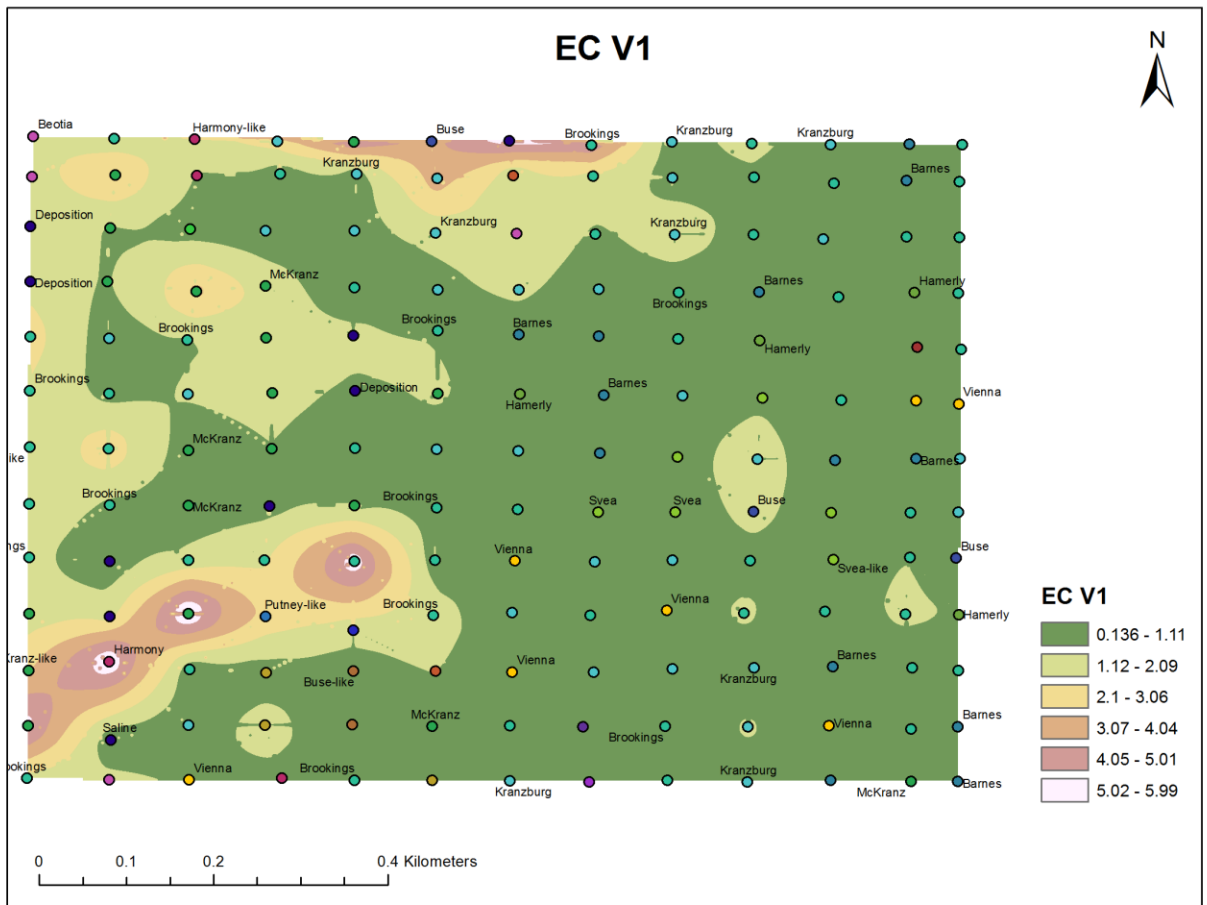 EC V1
N
Beotia
Harmony-like
Buse
Brookings
Kranzburg
Kranzburg
Kranzburg
Barnes
Deposition
Kranzburg
Kranzburg
Deposition
McKranz
Barnes
Hamerly
Brookings
Brookings
Brookings
Barnes
Hamerly
Brookings
Deposition
Hamerly
Barnes
Vienna
McKranz
like
Barnes
Brookings
McKranz
Brookings
Svea
Svea
Buse
ngs
Vienna
Svea-like
Buse
Putney-like
Brookings
Vienna
Hamerly
Harmony
Kranz-like
Buse-like
Vienna
Kranzburg
Barnes
Saline
McKranz
Brookings
Vienna
Barnes
ookings
Vienna
Brookings
Kranzburg
Kranzburg
McKranz
Barnes
EC V1
0.136 - 1.11
1.12 - 2.09
2.1 - 3.06
3.07 - 4.04
4.05 - 5.01
5.02 - 5.99
0 0.1 0.2 0.4 Kilometers